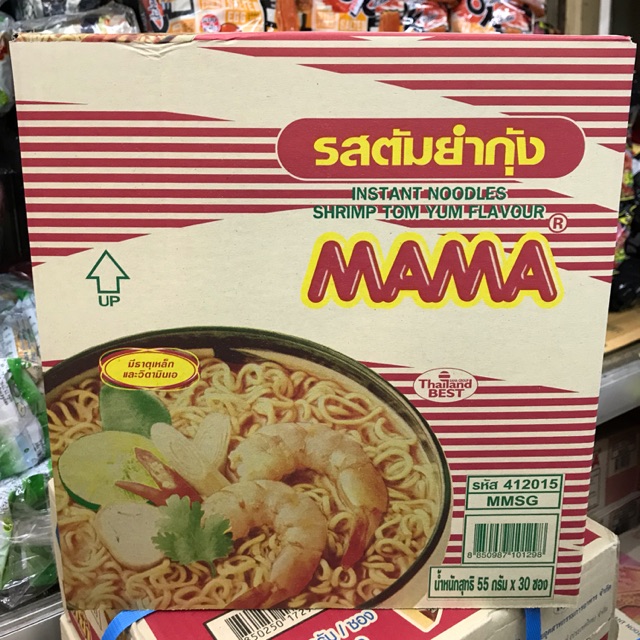 รสต้มยำกุ้ง
INSTANT NOODLES
SHRIMP TOM YUM FLAVOUR
MAMA®
UP
มีธาตุเหล็ก
และวิตามินเอ
Thailand
BEST
รหัส 412015
MMSG
8 850987 101298
น้ำหนักสุทธิ 55 กรัม x 30 ซอง